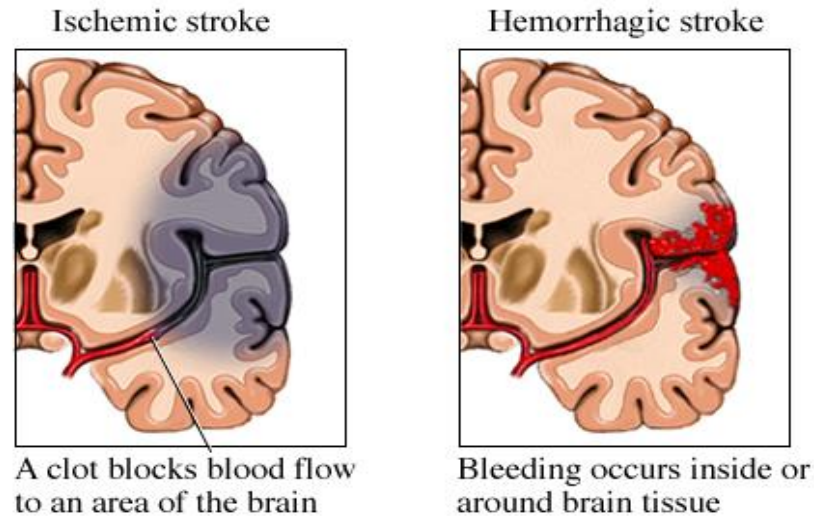 Ischemic stroke
Hemorrhagic stroke
A clot blocks blood flow
to an area of the brain
Bleeding occurs inside or
around brain tissue